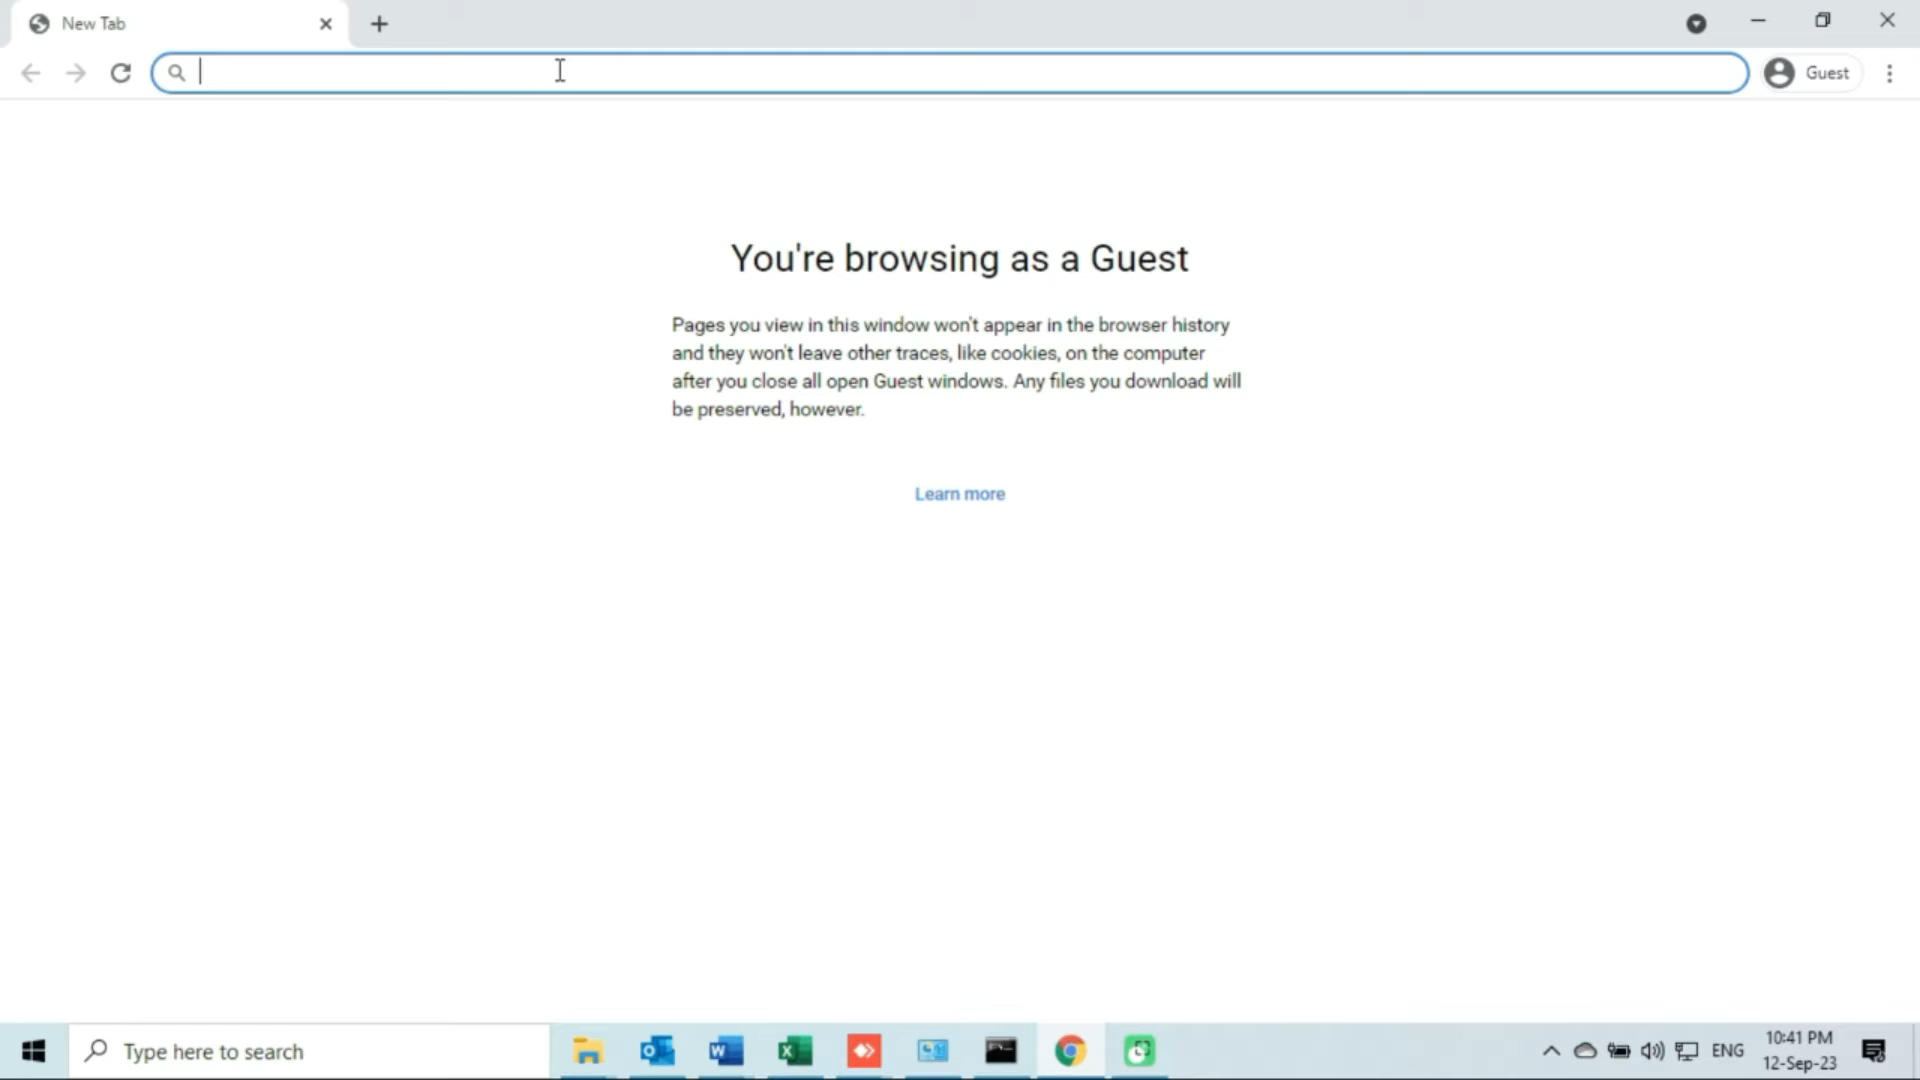 New Tab
Guest
You're browsing as a Guest
Pages you view in this window won't appear in the browser history
and they won't leave other traces, like cookies, on the computer
after you close all open Guest windows. Any files you download will
be preserved, however.
Learn more
Type here to search
ENG
10:41 PM
12-Sep-23